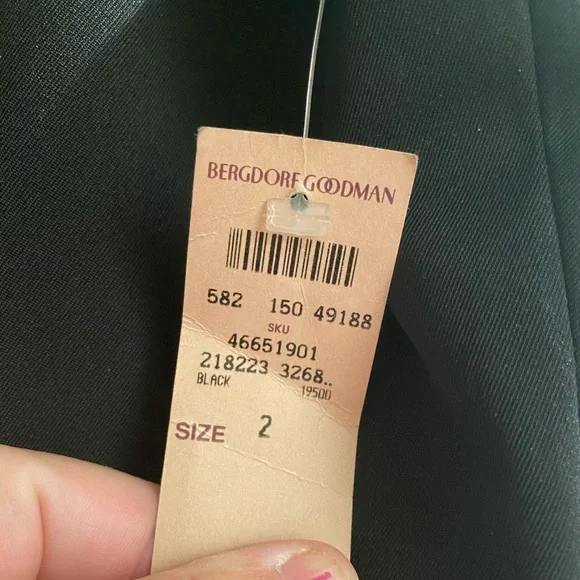 BERGDORF GOODMAN
582 150 49188
SKU
46651901
218223 3268..
BLACK 19500
SIZE 2